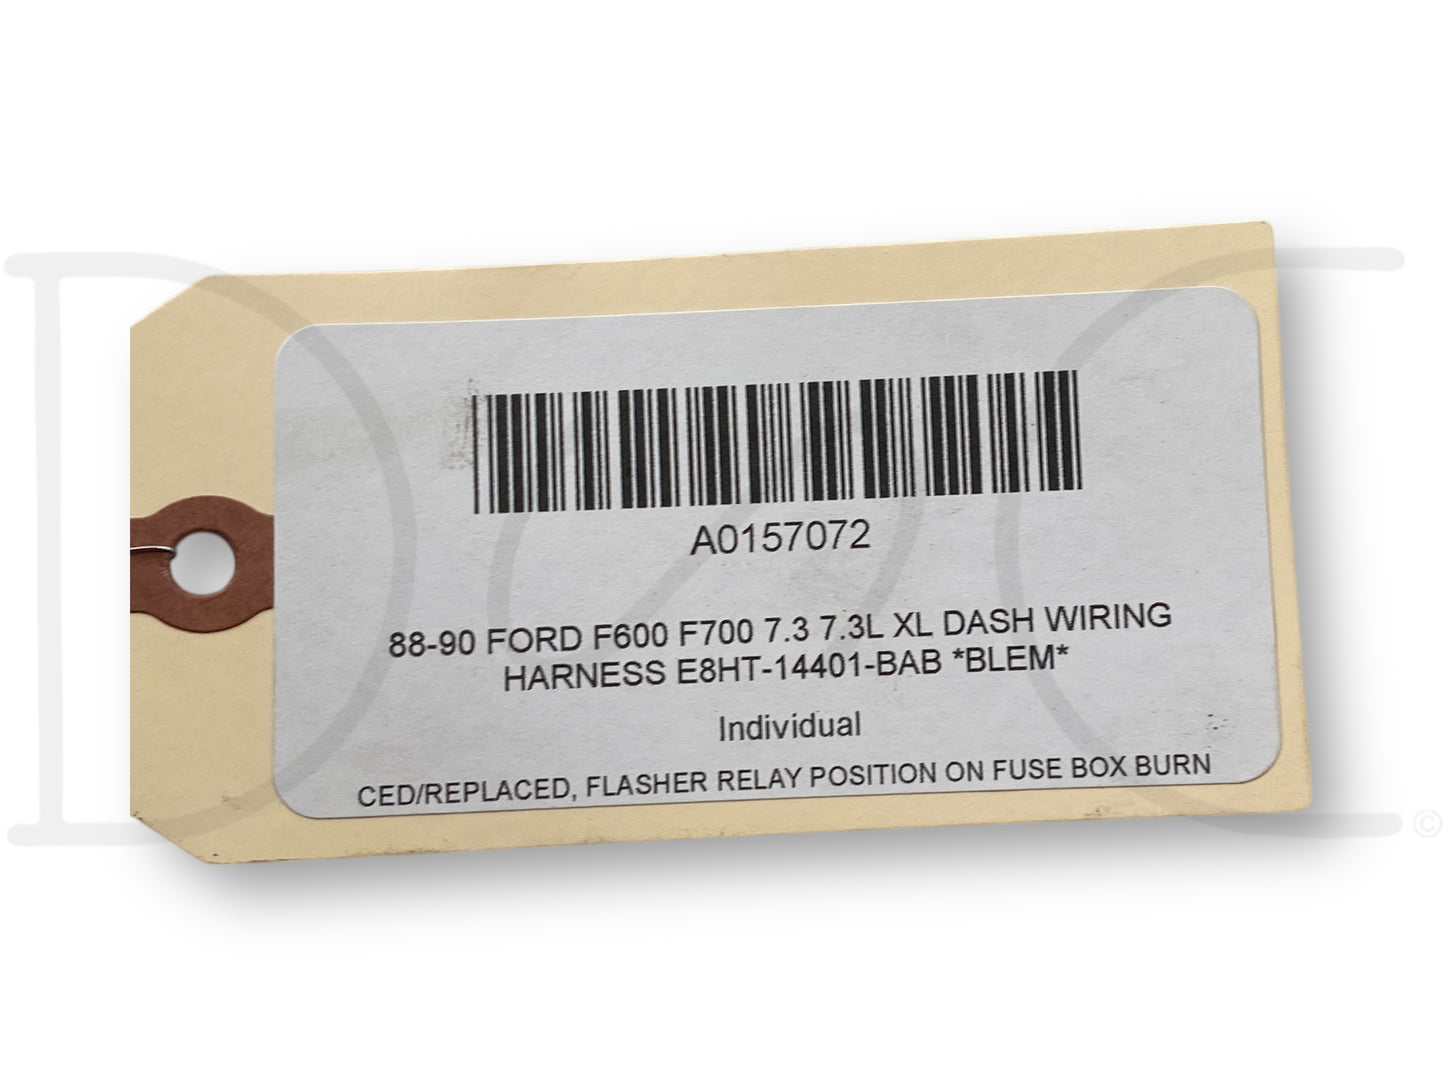 A0157072
88-90 FORD F600 F700 7.3 7.3L XL DASH WIRING
HARNESS E8HT-14401-BAB *BLEM*
Individual
CED/REPLACED, FLASHER RELAY POSITION ON FUSE BOX BURN
D C ©